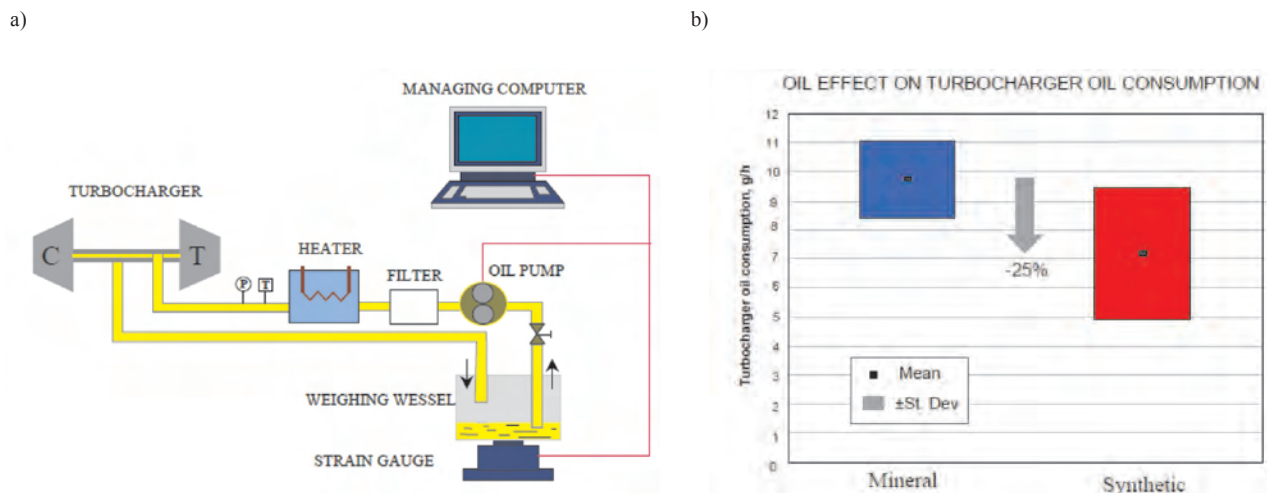 a)
b)
MANAGING COMPUTER
TURBOCHARGER
C
T
HEATER
P
T
FILTER
OIL PUMP
WEIGHING WESSEL
STRAIN GAUGE
OIL EFFECT ON TURBOCHARGER OIL CONSUMPTION
Turbocharger oil consumption, g/h
12
11
10
9
8
7
6
5
4
3
2
1
0
-25%
Mean
±St. Dev
Mineral
Synthetic